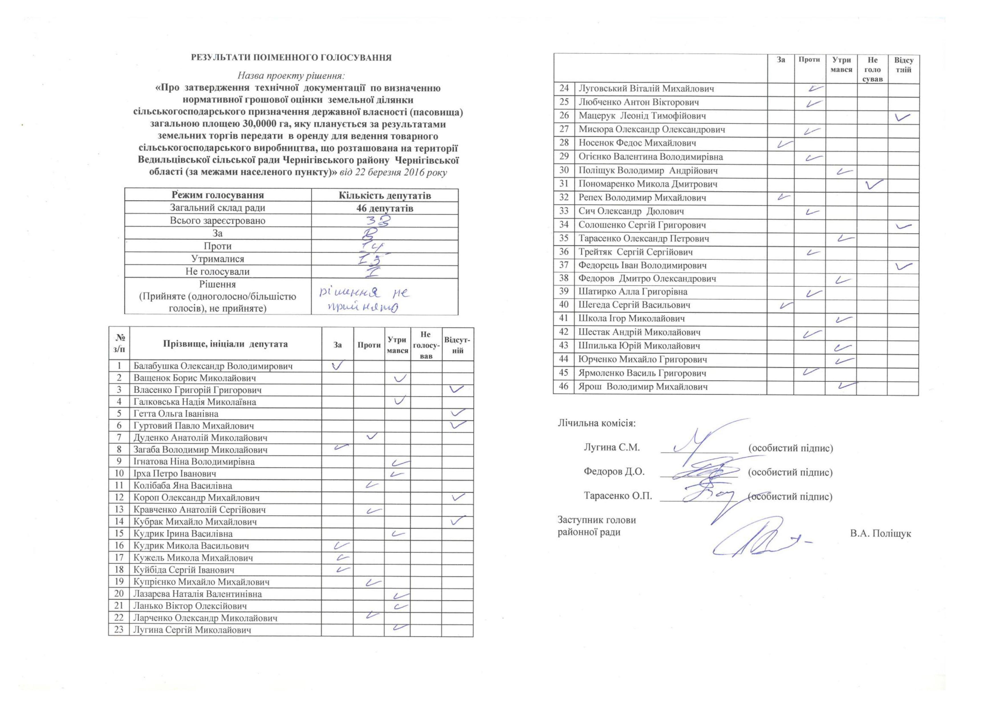 РЕЗУЛЬТАТИ ПОІМЕННОГО ГОЛОСУВАННЯ
Назва проекту рішення:
«Про затвердження технічної документації по визначенню
нормативної грошової оцінки земельної ділянки
сільськогосподарського призначення державної власності (пасовища)
загальною площею 30,0000 га, яку планується за результатами
земельних торгів передати в оренду для ведення товарного
сільськогосподарського виробництва, що розташована на території
Ведильцівської сільської ради Чернігівського району Чернігівської
області (за межами населеного пункту)» від 22 березня 2016 року
Режим голосування Кількість депутатів
Загальний склад ради 46 депутатів
Всього зареєстровано 38
За 8
Проти 14
Утрималися 15
Не голосували 1
Рішення
(Прийняте (одноголосно/більшістю
голосів), не прийняте)
рішення не
прийнято
№ з/п Прізвище, ініціали депутата За Проти Утри мався Не голосу-вав Відсут-ній
1 Балабушка Олександр Володимирович ✓
2 Ващенок Борис Миколайович ✓
3 Власенко Григорій Григорович ✓
4 Галковська Надія Миколаївна ✓
5 Гетта Ольга Іванівна ✓
6 Гуртовий Павло Михайлович ✓
7 Дуденко Анатолій Миколайович ✓
8 Загаба Володимир Миколайович ✓
9 Ігнатова Ніна Володимирівна ✓
10 Ірха Петро Іванович ✓
11 Колібаба Яна Василівна ✓
12 Короп Олександр Михайлович ✓
13 Кравченко Анатолій Сергійович ✓
14 Кубрак Михайло Михайлович ✓
15 Кудрик Ірина Василівна ✓
16 Кудрик Микола Васильович ✓
17 Кужель Микола Михайлович ✓
18 Куйбіда Сергій Іванович ✓
19 Купрієнко Михайло Михайлович ✓
20 Лазарева Наталія Валентинівна ✓
21 Ланько Віктор Олексійович ✓
22 Ларченко Олександр Миколайович ✓
23 Лугина Сергій Миколайович ✓
За Проти Утри мався Не голо сував Відсу тній
24 Луговський Віталій Михайлович ✓
25 Любченко Антон Вікторович ✓
26 Мацерук Леонід Тимофійович ✓
27 Мисюра Олександр Олександрович ✓
28 Носенок Федос Михайлович ✓
29 Огієнко Валентина Володимирівна ✓
30 Поліщук Володимир Андрійович ✓
31 Пономаренко Микола Дмитрович ✓
32 Репех Володимир Михайлович ✓
33 Сич Олександр Дюлович ✓
34 Солошенко Сергій Григорович ✓
35 Тарасенко Олександр Петрович ✓
36 Трейтяк Сергій Сергійович ✓
37 Федорець Іван Володимирович ✓
38 Федоров Дмитро Олександрович ✓
39 Шатирко Алла Григорівна ✓
40 Шегеда Сергій Васильович ✓
41 Школа Ігор Миколайович ✓
42 Шестак Андрій Миколайович ✓
43 Шпилька Юрій Миколайович ✓
44 Юрченко Михайло Григорович ✓
45 Ярмоленко Василь Григорович ✓
46 Ярош Володимир Михайлович ✓
Лічильна комісія:
Лугина С.М. (особистий підпис)
Федоров Д.О. (особистий підпис)
Тарасенко О.П. (особистий підпис)
Заступник голови
районної ради В.А. Поліщук